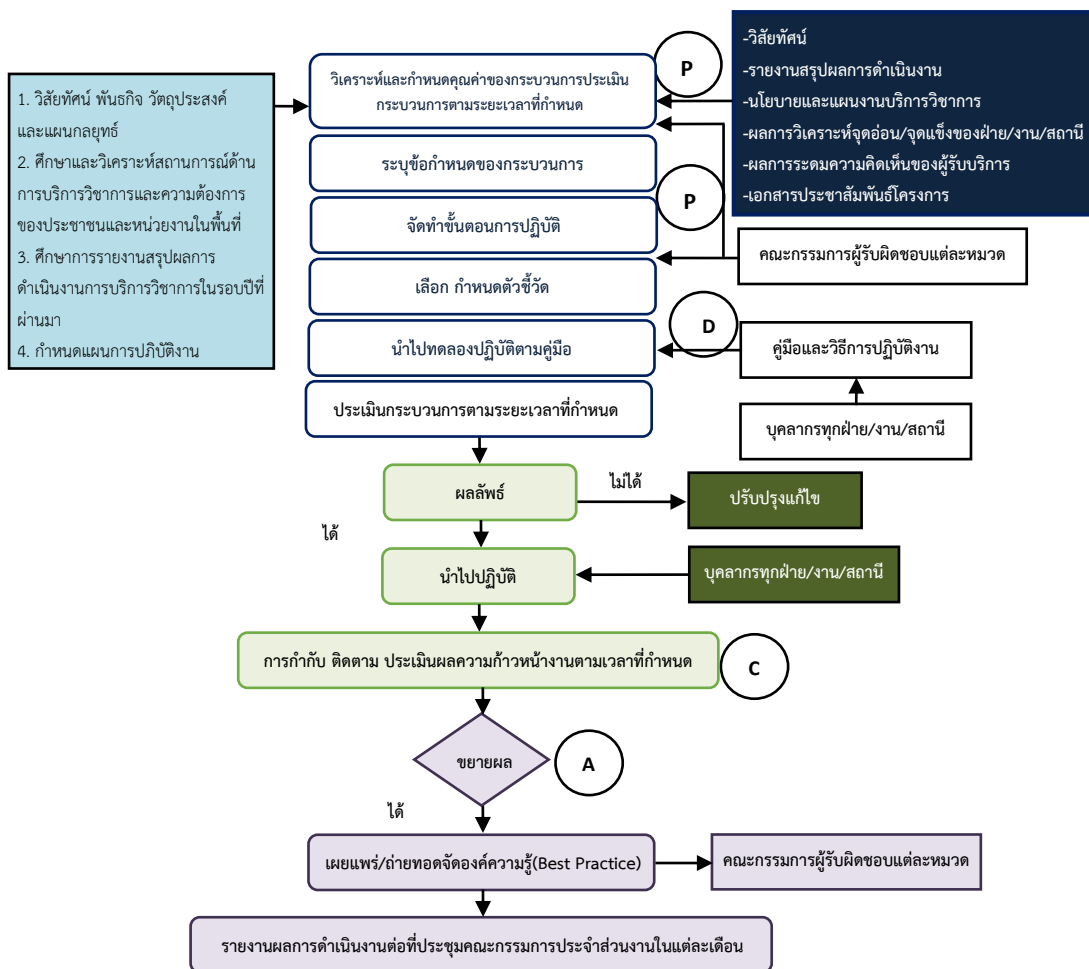 1. วิสัยทัศน์ พันธกิจ วัตถุประสงค์
และแผนกลยุทธ์
2. ศึกษาและวิเคราะห์สถานการณ์ด้าน
การบริการวิชาการและความต้องการ
ของประชาชนและหน่วยงานในพื้นที่
3. ศึกษาการรายงานสรุปผลการ
ดำเนินงานการบริการวิชาการในรอบปีที่
ผ่านมา
4. กำหนดแผนการปฏิบัติงาน
วิเคราะห์และกำหนดคุณค่าของกระบวนการประเมิน
กระบวนการตามระยะเวลาที่กำหนด
P
-วิสัยทัศน์
-รายงานสรุปผลการดำเนินงาน
-นโยบายและแผนงานบริการวิชาการ
-ผลการวิเคราะห์จุดอ่อน/จุดแข็งของฝ่าย/งาน/สถานี
-ผลการระดมความคิดเห็นของผู้รับบริการ
-เอกสารประชาสัมพันธ์โครงการ
ระบุข้อกำหนดของกระบวนการ
P
จัดทำขั้นตอนการปฏิบัติ
คณะกรรมการผู้รับผิดชอบแต่ละหมวด
เลือก กำหนดตัวชี้วัด
D
นำไปทดลองปฏิบัติตามคู่มือ
คู่มือและวิธีการปฏิบัติงาน
ประเมินกระบวนการตามระยะเวลาที่กำหนด
บุคลากรทุกฝ่าย/งาน/สถานี
ผลลัพธ์
ไม่ได้
ปรับปรุงแก้ไข
ได้
นำไปปฏิบัติ
บุคลากรทุกฝ่าย/งาน/สถานี
การกำกับ ติดตาม ประเมินผลความก้าวหน้างานตามเวลาที่กำหนด
C
ขยายผล
A
ได้
เผยแพร่/ถ่ายทอดจัดองค์ความรู้(Best Practice)
คณะกรรมการผู้รับผิดชอบแต่ละหมวด
รายงานผลการดำเนินงานต่อที่ประชุมคณะกรรมการประจำส่วนงานในแต่ละเดือน